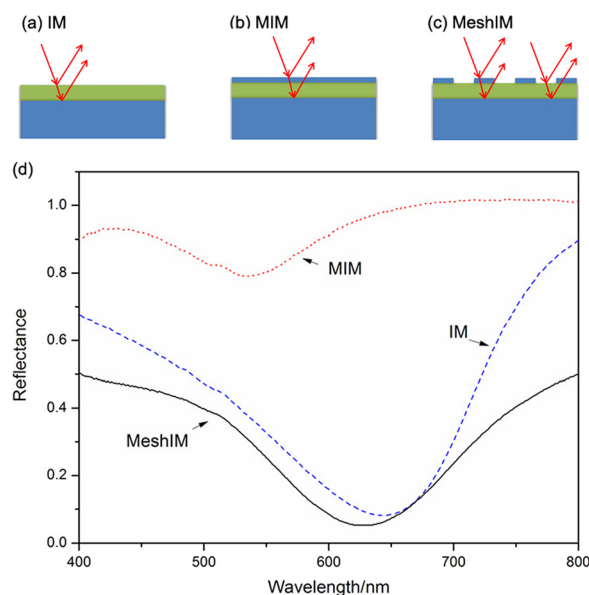 (a) IM
(b) MIM
(c) MeshIM
(d)
1.0
0.8
0.6
0.4
0.2
0.0
Reflectance
MIM
IM
MeshIM
400 500 600 700 800
Wavelength/nm